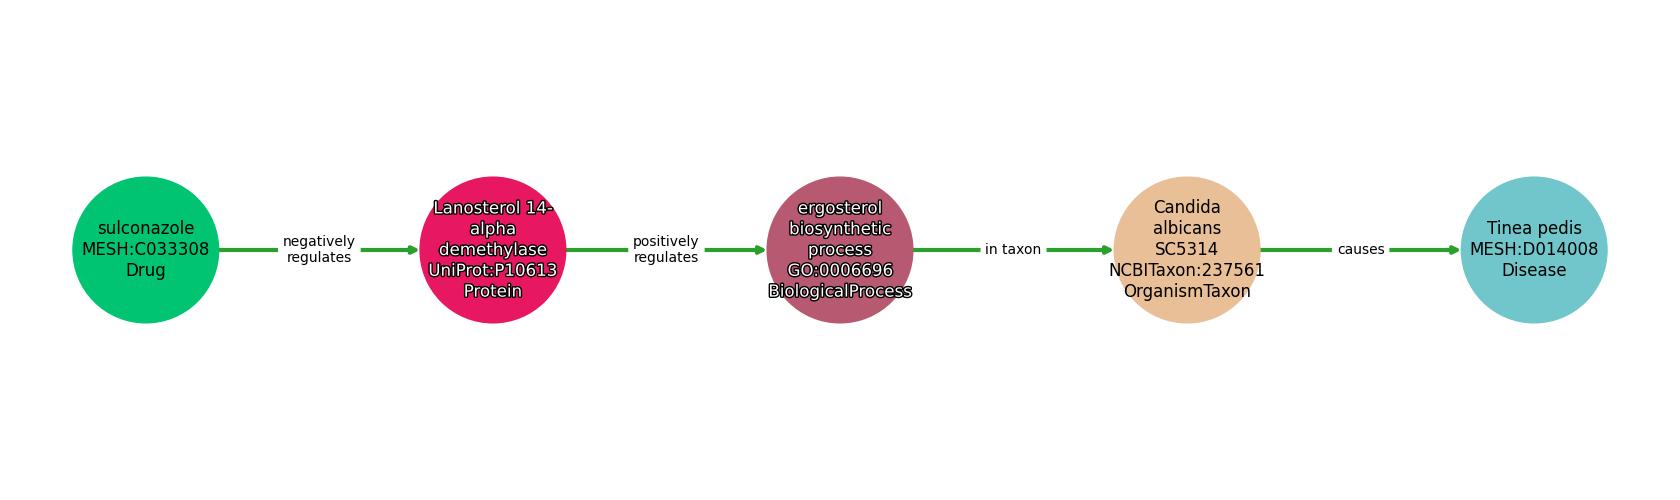 sulconazole
MESH:C033308
Drug
negatively
regulates
Lanosterol 14-
alpha
demethylase
UniProt:P10613
Protein
positively
regulates
ergosterol
biosynthetic
process
GO:0006696
BiologicalProcess
in taxon
Candida
albicans
SC5314
NCBITaxon:237561
OrganismTaxon
causes
Tinea pedis
MESH:D014008
Disease